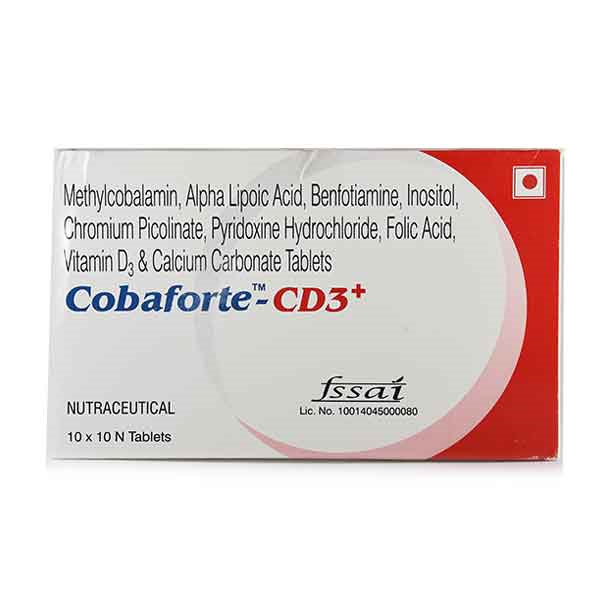 Methylcobalamin, Alpha Lipoic Acid, Benfotiamine, Inositol,
Chromium Picolinate, Pyridoxine Hydrochloride, Folic Acid,
Vitamin D3 & Calcium Carbonate Tablets
Cobaforte™-CD3+
fssai
Lic. No. 10014045000080
NUTRACEUTICAL
10 x 10 N Tablets